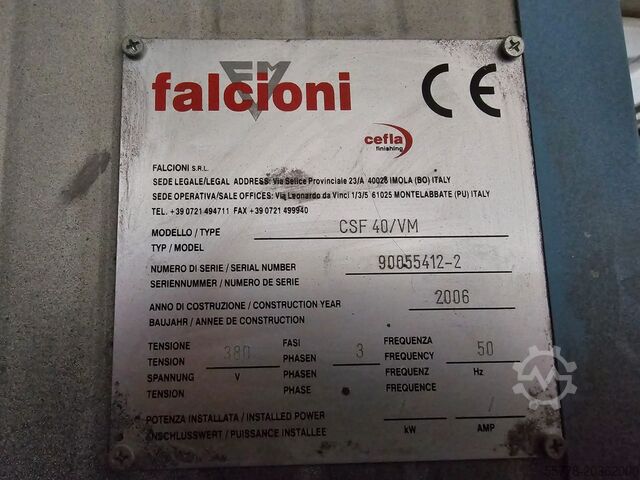 EMV
falcioni
CE
cefla
finishing
FALCIONI S.R.L.
SEDE LEGALE/LEGAL ADDRESS: Via Selice Provinciale 23/A 40026 IMOLA (BO) ITALY
SEDE OPERATIVA/SALE OFFICES: Via Leonardo da Vinci 1/3/5 61025 MONTELABBATE (PU) ITALY
TEL. +39 0721 494711 FAX +39 0721 499940
MODELLO / TYPE CSF 40/VM
TYP / MODEL
NUMERO DI SERIE / SERIAL NUMBER 90055412-2
SERIENNUMMER / NUMERO DE SERIE
ANNO DI COSTRUZIONE / CONSTRUCTION YEAR 2006
BAUJAHR / ANNEE DE CONSTRUCTION
TENSIONE FASI FREQUENZA
TENSION 380 PHASEN 3 FREQUENCY 50
SPANNUNG V PHASEN FREQUENZ Hz
TENSION PHASE FREQUENCE
POTENZA INSTALLATA / INSTALLED POWER / /
ANSCHLUSSWERT / PUISSANCE INSTALLEE kW AMP
55728-20362000